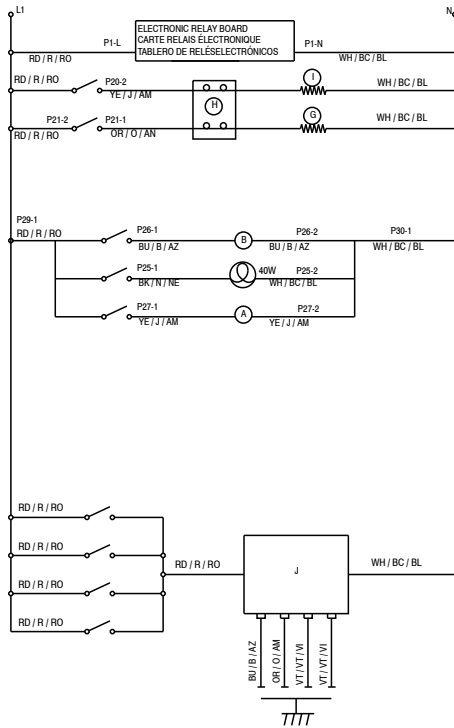 L1
N
ELECTRONIC RELAY BOARD
CARTE RELAIS ÉLECTRONIQUE
TABLERO DE RELÉSELECTRÓNICOS
P1-L
P1-N
RD / R / RO
WH / BC / BL
RD / R / RO
P20-2
YE / J / AM
H
I
WH / BC / BL
P21-2
RD / R / RO
P21-1
OR / O / AN
G
WH / BC / BL
P29-1
RD / R / RO
P26-1
BU / B / AZ
B
P26-2
BU / B / AZ
P30-1
WH / BC / BL
P25-1
BK / N / NE
40W
P25-2
WH / BC / BL
P27-1
YE / J / AM
A
P27-2
YE / J / AM
RD / R / RO
RD / R / RO
RD / R / RO
RD / R / RO
RD / R / RO
J
WH / BC / BL
BU / B / AZ
OR / O / AM
VT / VT / VI
VT / VT / VI